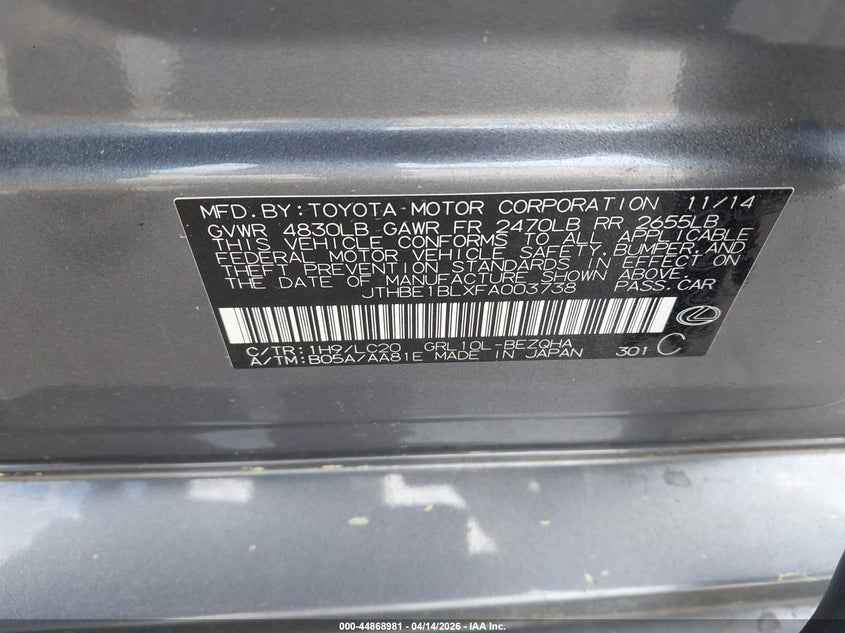 MFD. BY: TOYOTA MOTOR CORPORATION 11/14
GVWR 4830LB GAWR FR 2470LB RR 2655LB
THIS VEHICLE CONFORMS TO ALL APPLICABLE
FEDERAL MOTOR VEHICLE SAFETY, BUMPER, AND
THEFT PREVENTION STANDARDS IN EFFECT ON
THE DATE OF MANUFACTURE SHOWN ABOVE.
JTHBE1BLXFA003738 PASS. CAR
C/TR: 1H9/LC20 GRL10L-BEZQHA
A/TM: B05A/AA81E MADE IN JAPAN 301 C
000-44868981 - 04/14/2026 - IAA Inc.